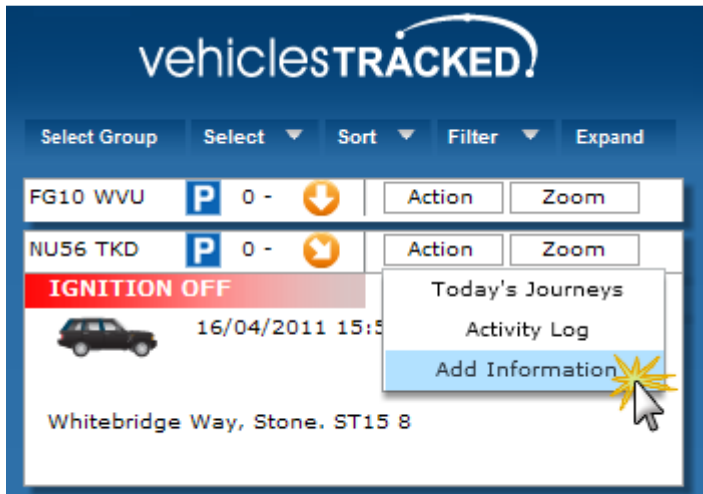 vehiclesTRACKED
Select Group Select Sort Filter Expand
FG10 WVU P 0 - Action Zoom
NU56 TKD P 0 - Action Zoom
IGNITION OFF
Today's Journeys
16/04/2011 15:5
Activity Log
Add Information
Whitebridge Way, Stone. ST15 8